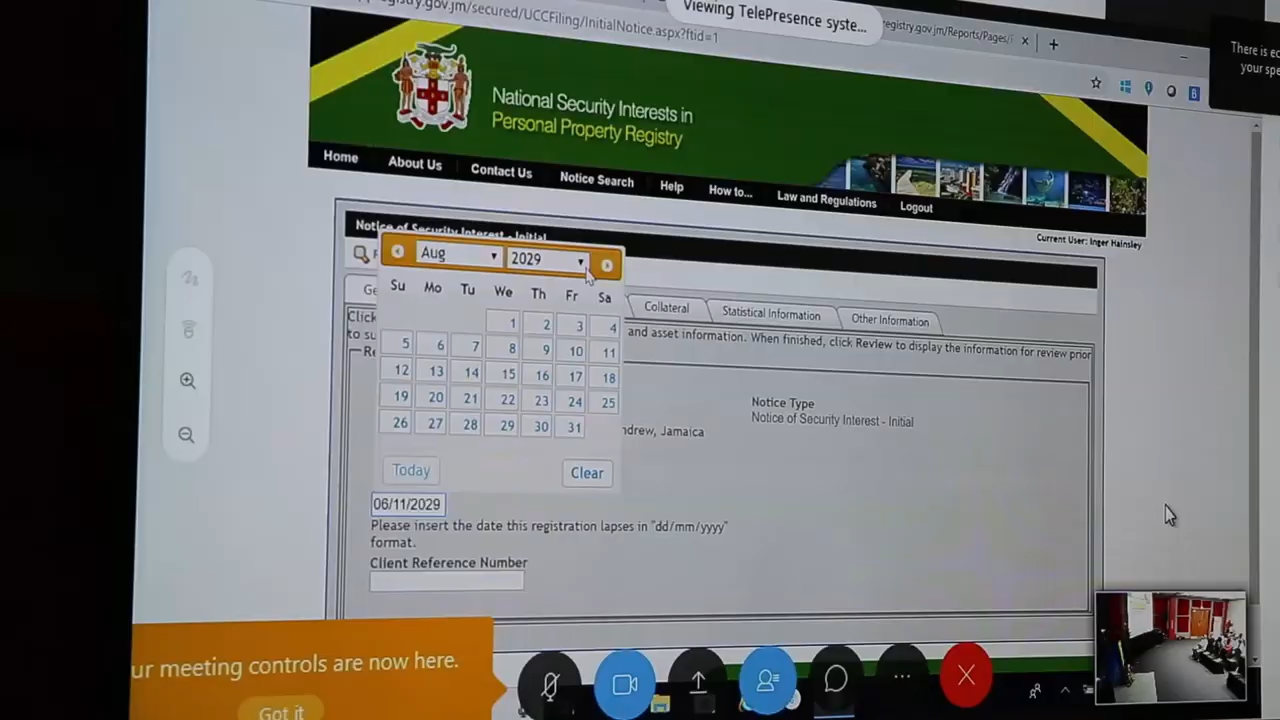 egistry.gov.jm/secured/UCCFiling/InitialNotice.aspx?ftid=1
Viewing TelePresence syste...
registry.gov.jm/Reports/Pages/
There is
your spe
National Security Interests in
Personal Property Registry
Home About Us Contact Us Notice Search Help How to... Law and Regulations Logout
Current User: Inger Hainsley
Notice of Security Interest - Initial
Aug 2029
Su Mo Tu We Th Fr Sa
1 2 3 4
5 6 7 8 9 10 11
12 13 14 15 16 17 18
19 20 21 22 23 24 25
26 27 28 29 30 31
Today Clear
Ge
Collateral Statistical Information Other Information
Click and asset information. When finished, click Review to display the information for review prior
to su
Re
Notice Type
Notice of Security Interest - Initial
ndrew, Jamaica
06/11/2029
Please insert the date this registration lapses in "dd/mm/yyyy"
format.
Client Reference Number
ur meeting controls are now here.
Got it